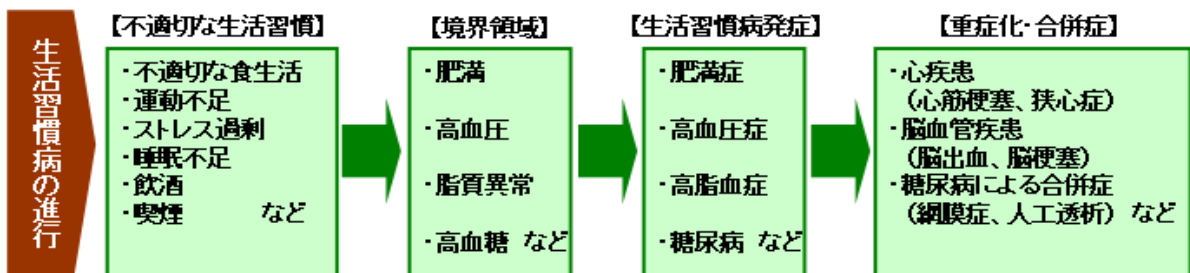 生活習慣病の進行
【不適切な生活習慣】
・不適切な食生活
・運動不足
・ストレス過剰
・睡眠不足
・飲酒
・喫煙 など
【境界領域】
・肥満
・高血圧
・脂質異常
・高血糖 など
【生活習慣病発症】
・肥満症
・高血圧症
・高脂血症
・糖尿病 など
【重症化・合併症】
・心疾患
（心筋梗塞、狭心症）
・脳血管疾患
（脳出血、脳梗塞）
・糖尿病による合併症
（網膜症、人工透析） など